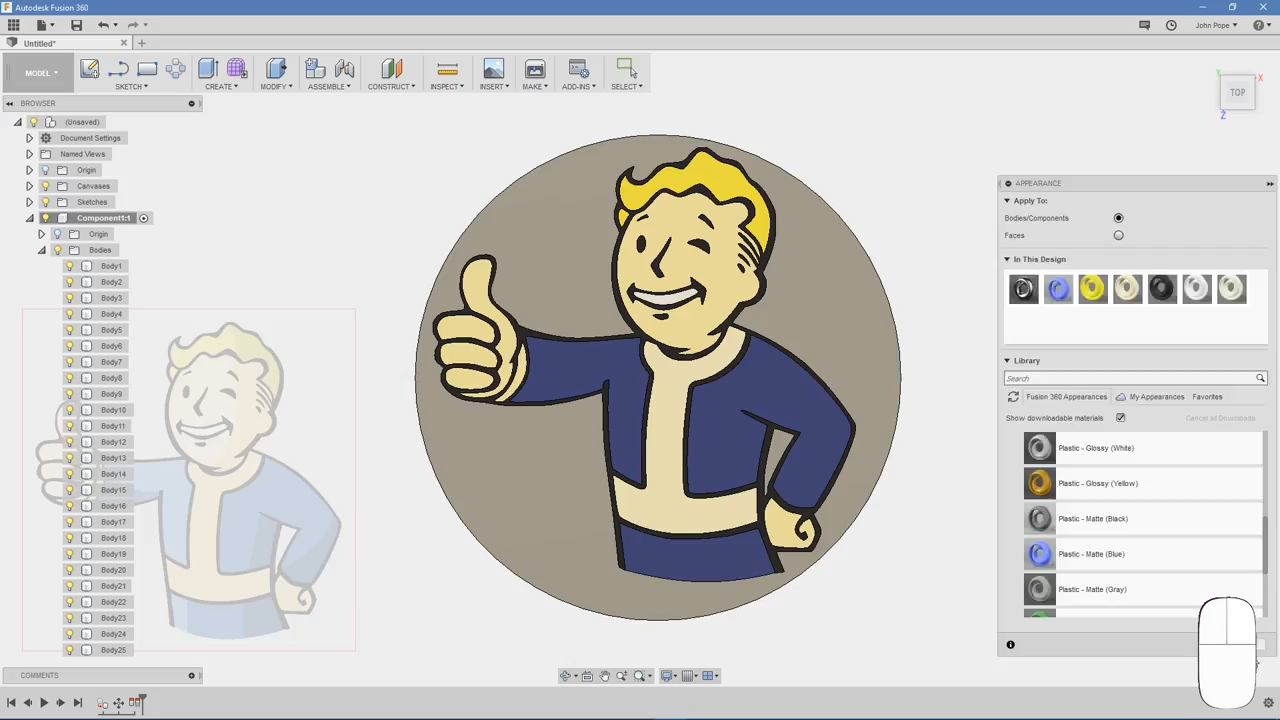 Autodesk Fusion 360
John Pope
Untitled*
MODEL
SKETCH
CREATE
MODIFY
ASSEMBLE
CONSTRUCT
INSPECT
INSERT
MAKE
ADD-INS
SELECT
BROWSER
(Unsaved)
Document Settings
Named Views
Origin
Canvases
Sketches
Component1:1
Origin
Bodies
Body1
Body2
Body3
Body4
Body5
Body6
Body7
Body8
Body9
Body10
Body11
Body12
Body13
Body14
Body15
Body16
Body17
Body18
Body19
Body20
Body21
Body22
Body23
Body24
Body25
COMMENTS
Y
X
TOP
Z
APPEARANCE
Apply To:
Bodies/Components
Faces
In This Design
Library
Search
Fusion 360 Appearances
My Appearances
Favorites
Show downloadable materials
Cancel all Downloads
Plastic - Glossy (White)
Plastic - Glossy (Yellow)
Plastic - Matte (Black)
Plastic - Matte (Blue)
Plastic - Matte (Gray)